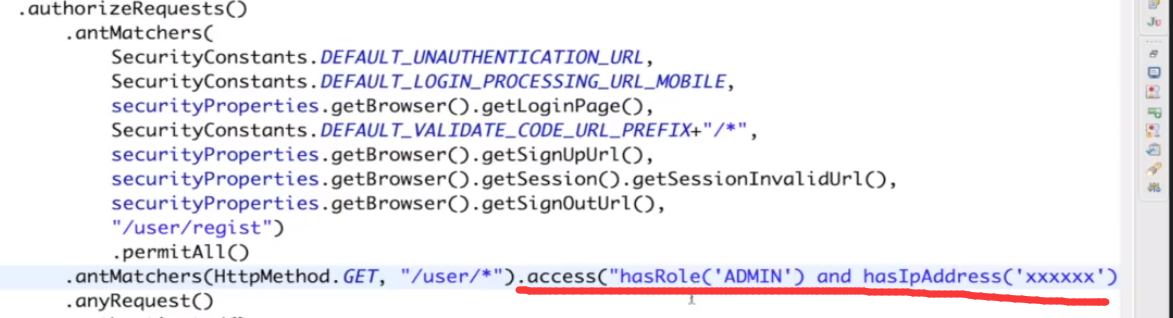 .authorizeRequests()
.antMatchers(
SecurityConstants.DEFAULT_UNAUTHENTICATION_URL,
SecurityConstants.DEFAULT_LOGIN_PROCESSING_URL_MOBILE,
securityProperties.getBrowser().getLoginPage(),
SecurityConstants.DEFAULT_VALIDATE_CODE_URL_PREFIX+"/*",
securityProperties.getBrowser().getSignUpUrl(),
securityProperties.getBrowser().getSession().getSessionInvalidUrl(),
securityProperties.getBrowser().getSignOutUrl(),
"/user/regist")
.permitAll()
.antMatchers(HttpMethod.GET, "/user/*").access("hasRole('ADMIN') and hasIpAddress('xxxxxx')
.anyRequest()